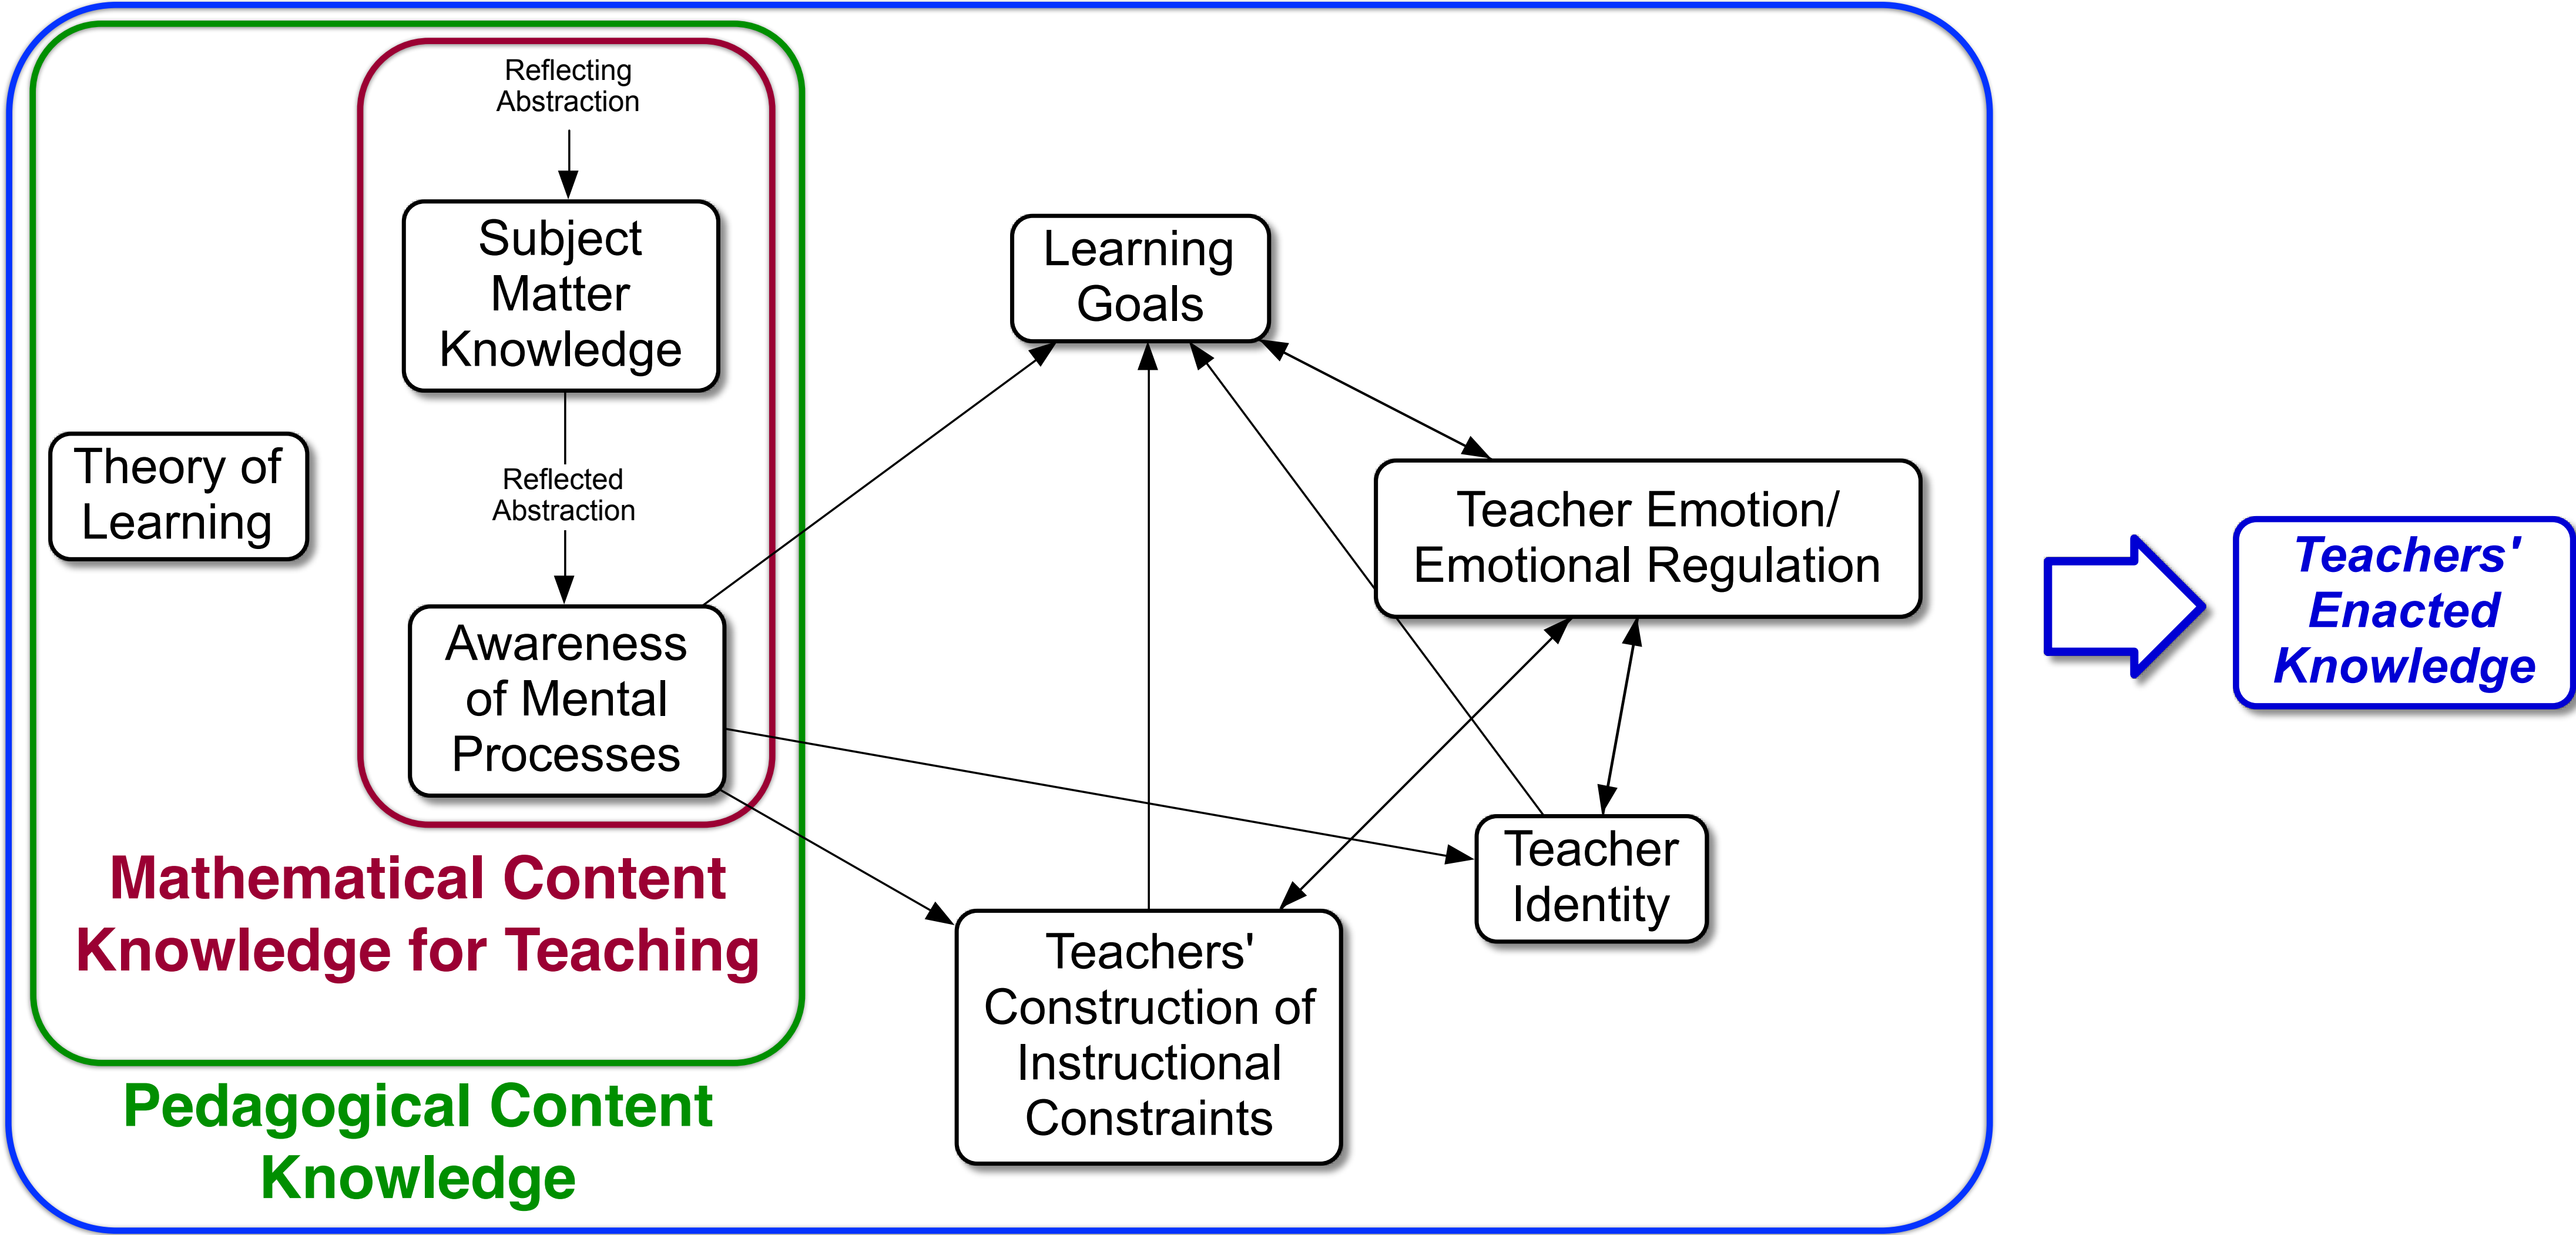 Reflecting
Abstraction
Subject
Matter
Knowledge
Reflected
Abstraction
Awareness
of Mental
Processes
Theory of
Learning
Mathematical Content
Knowledge for Teaching
Pedagogical Content
Knowledge
Learning
Goals
Teacher Emotion/
Emotional Regulation
Teacher
Identity
Teachers'
Construction of
Instructional
Constraints
Teachers'
Enacted
Knowledge